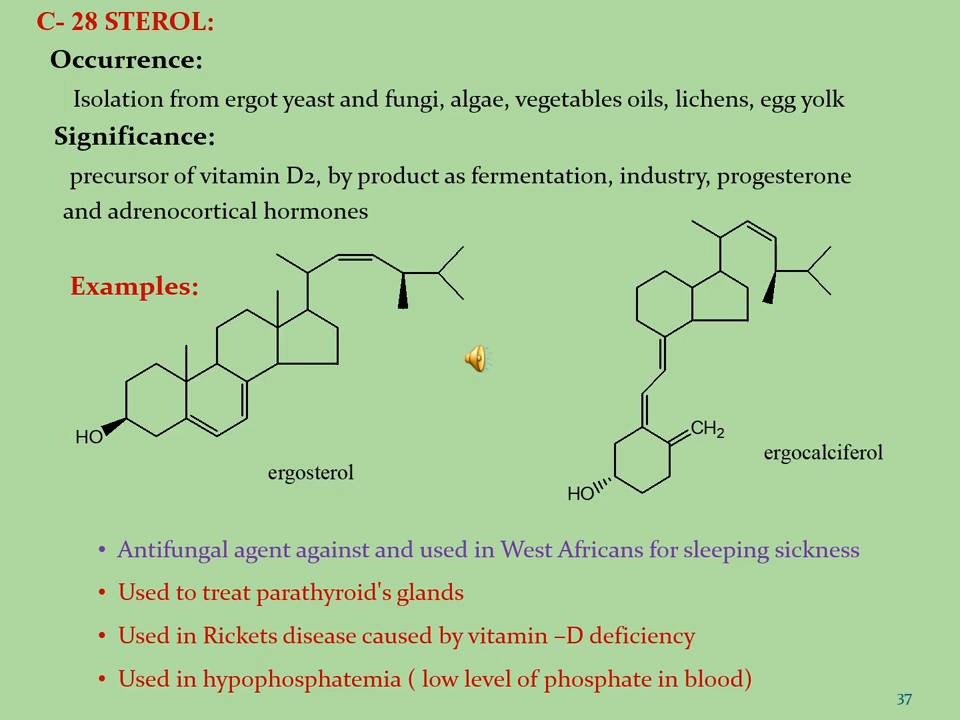 C- 28 STEROL:
Occurrence:
Isolation from ergot yeast and fungi, algae, vegetables oils, lichens, egg yolk
Significance:
precursor of vitamin D2, by product as fermentation, industry, progesterone
and adrenocortical hormones
Examples:
HO
ergosterol
CH2
HO
ergocalciferol
• Antifungal agent against and used in West Africans for sleeping sickness
• Used to treat parathyroid's glands
• Used in Rickets disease caused by vitamin –D deficiency
• Used in hypophosphatemia ( low level of phosphate in blood)
37